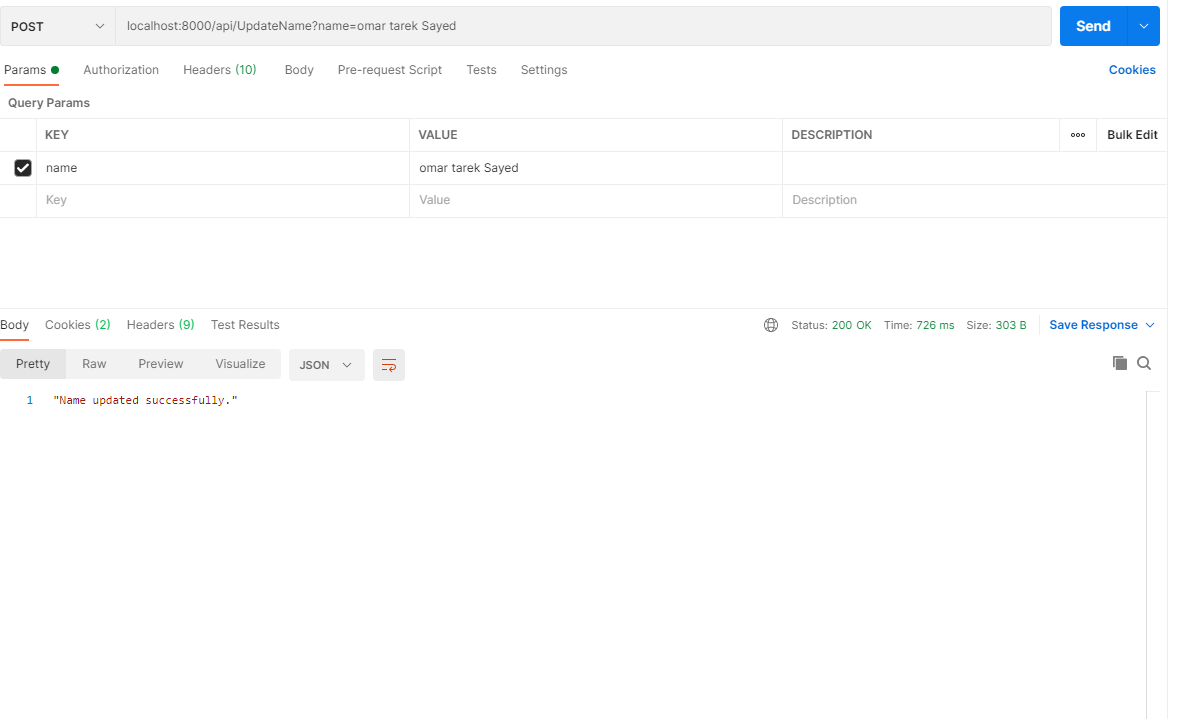 POST localhost:8000/api/UpdateName?name=omar tarek Sayed Send
Params Authorization Headers (10) Body Pre-request Script Tests Settings Cookies
Query Params
KEY VALUE DESCRIPTION Bulk Edit
name omar tarek Sayed
Key Value Description
Body Cookies (2) Headers (9) Test Results Status: 200 OK Time: 726 ms Size: 303 B Save Response
Pretty Raw Preview Visualize JSON
1 "Name updated successfully."